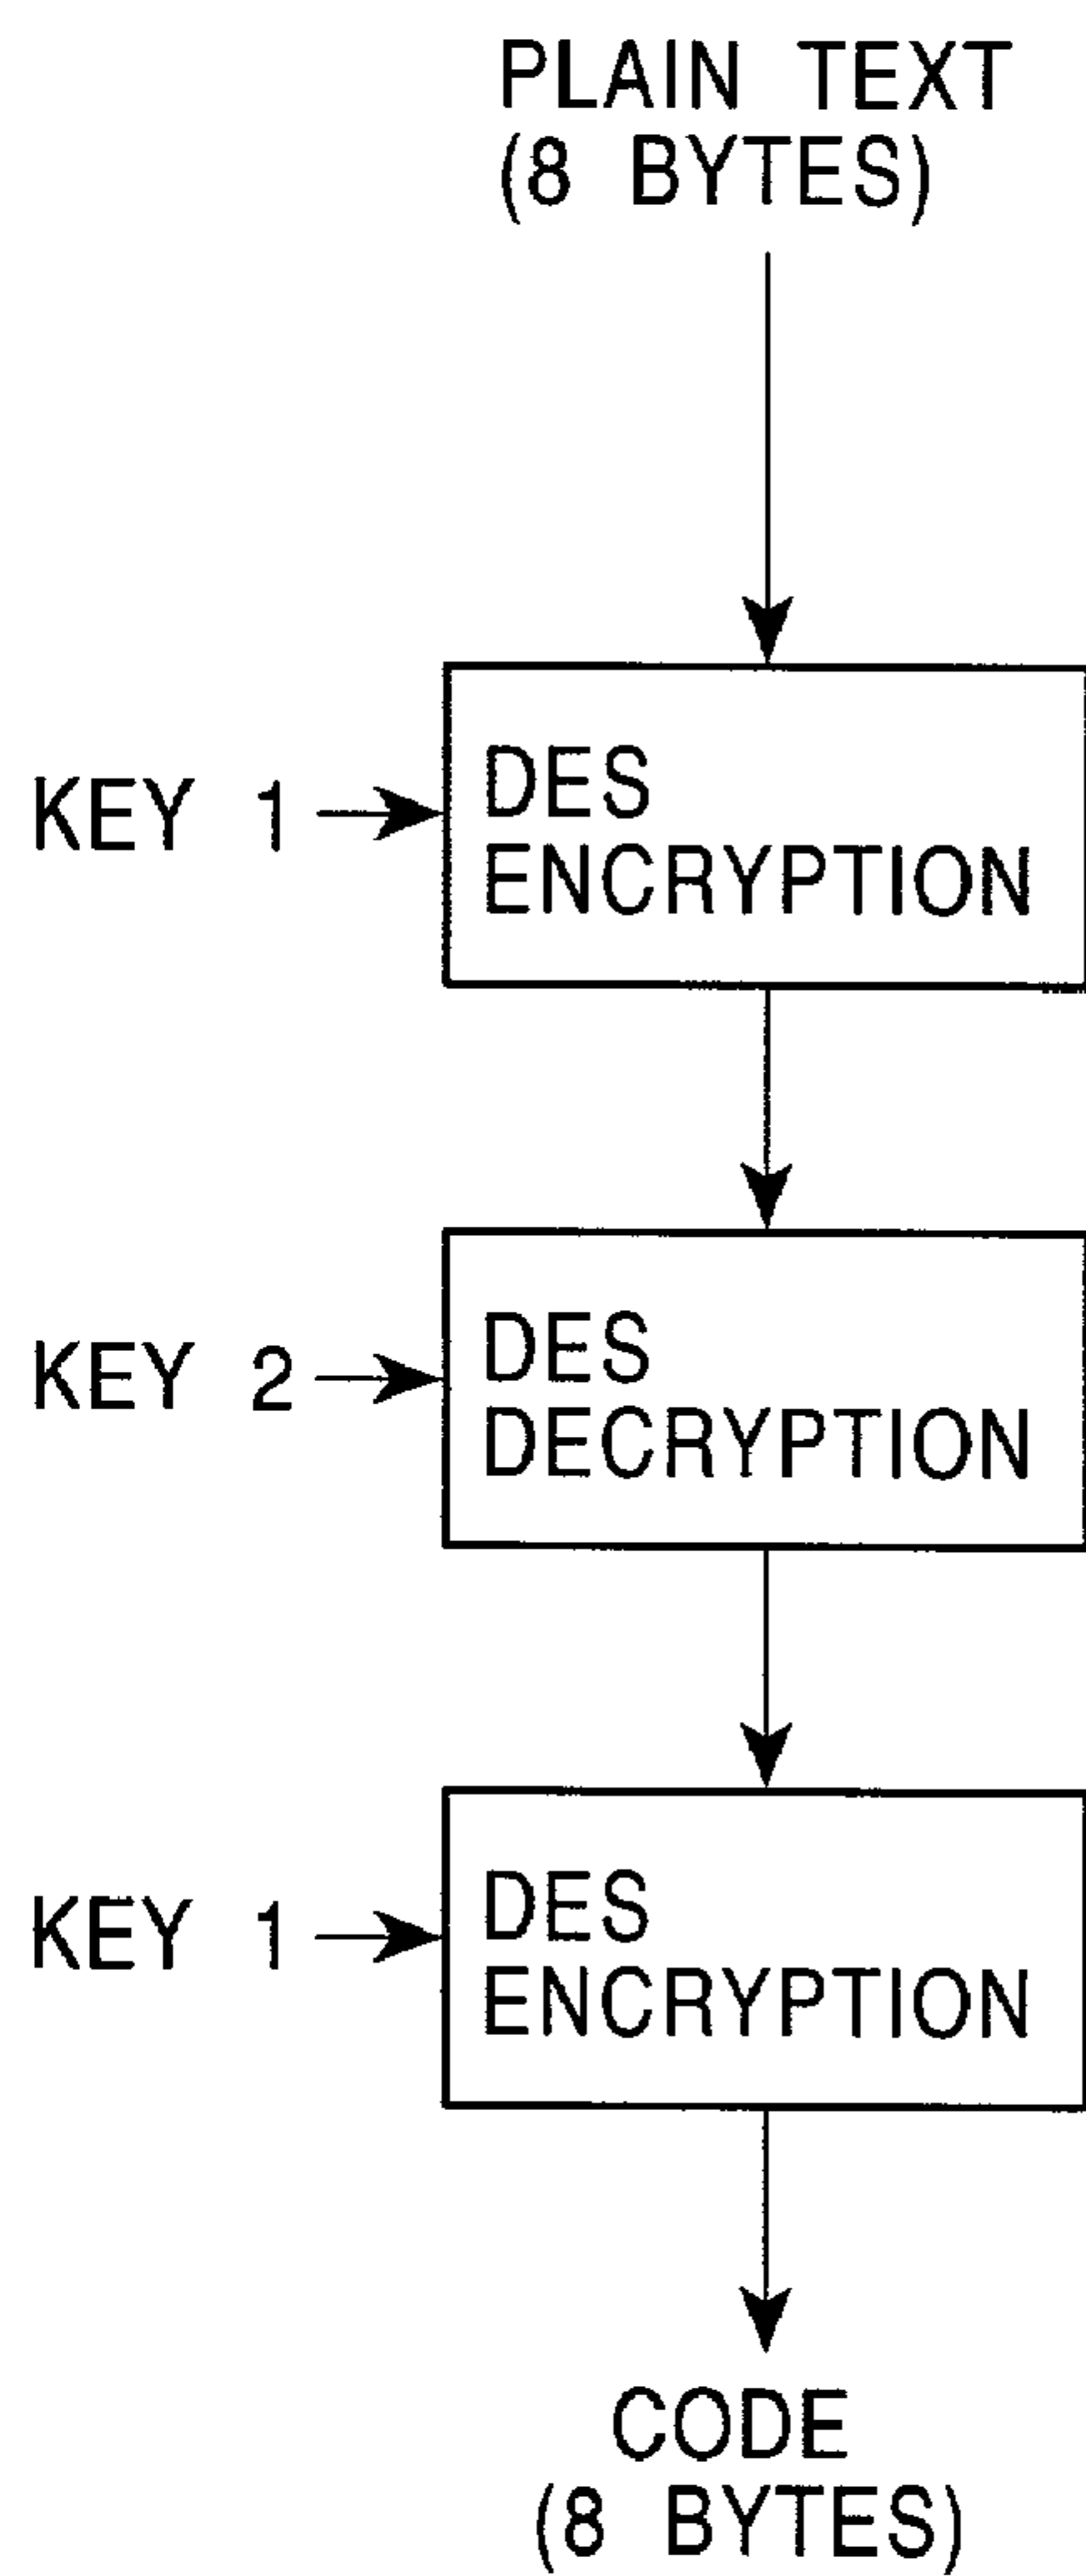 PLAIN TEXT
(8 BYTES)
KEY 1
DES
ENCRYPTION
KEY 2
DES
DECRYPTION
KEY 1
DES
ENCRYPTION
CODE
(8 BYTES)